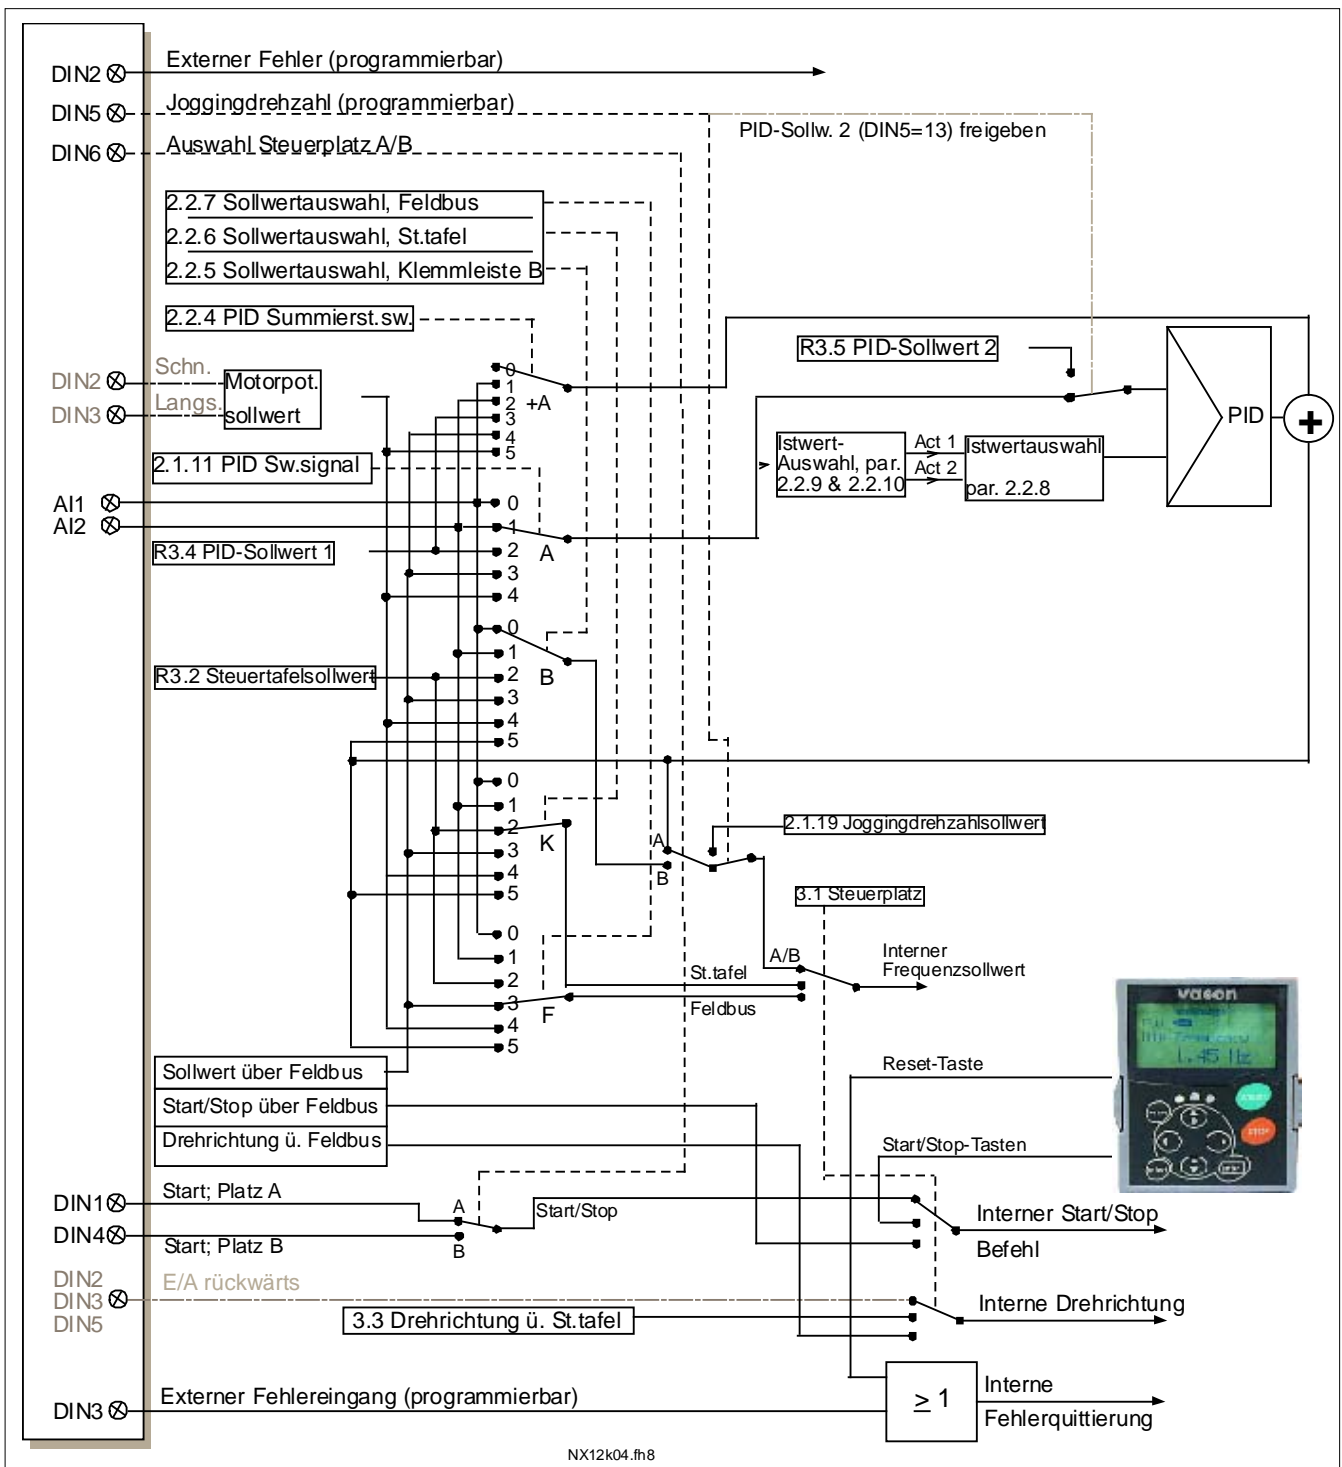 DIN2 Externer Fehler (programmierbar)
DIN5 Joggingdrehzahl (programmierbar)
PID-Sollw. 2 (DIN5=13) freigeben
DIN6 Auswahl Steuerplatz A/B
2.2.7 Sollwertauswahl, Feldbus
2.2.6 Sollwertauswahl, St.tafel
2.2.5 Sollwertauswahl, Klemmleiste B
2.2.4 PID Summierst.sw.
R3.5 PID-Sollwert 2
DIN2 Schn.
DIN3 Langs.
Motorpot.
sollwert
0
1
2 +A
3
4
5
PID
+
Istwert-
Auswahl, par.
2.2.9 & 2.2.10
Act 1
Act 2
Istwertauswahl
par. 2.2.8
2.1.11 PID Sw.signal
AI1
AI2
R3.4 PID-Sollwert 1
0
1
2 A
3
4
R3.2 Steuertafelsollwert
0
1
2 B
3
4
5
0
1
2 K
3
4
5
A
B
2.1.19 Joggingdrehzahlsollwert
3.1 Steuerplatz
0
1
2
3 F
4
5
A/B
St.tafel
Feldbus
Interner
Frequenzsollwert
vacon
1.45 Hz
STOP
Sollwert über Feldbus
Start/Stop über Feldbus
Drehrichtung ü. Feldbus
Reset-Taste
Start/Stop-Tasten
DIN1 Start; Platz A
DIN4 Start; Platz B
A
B
Start/Stop
Interner Start/Stop
Befehl
DIN2
DIN3
DIN5
E/A rückwärts
3.3 Drehrichtung ü. St.tafel
Interne Drehrichtung
DIN3 Externer Fehlereingang (programmierbar)
≥ 1
Interne
Fehlerquittierung
NX12k04.fh8